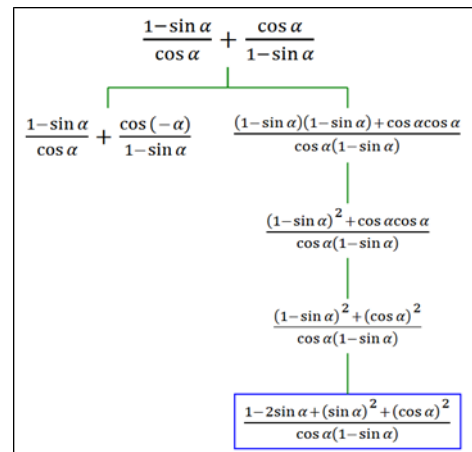 (1−sin α)/(cos α) + (cos α)/(1−sin α)
(1−sin α)/(cos α) + (cos (−α))/(1−sin α)
((1−sin α)(1−sin α)+cos αcos α)/(cos α(1−sin α))
((1−sin α)²+cos αcos α)/(cos α(1−sin α))
((1−sin α)²+(cos α)²)/(cos α(1−sin α))
(1−2sin α+(sin α)²+(cos α)²)/(cos α(1−sin α))